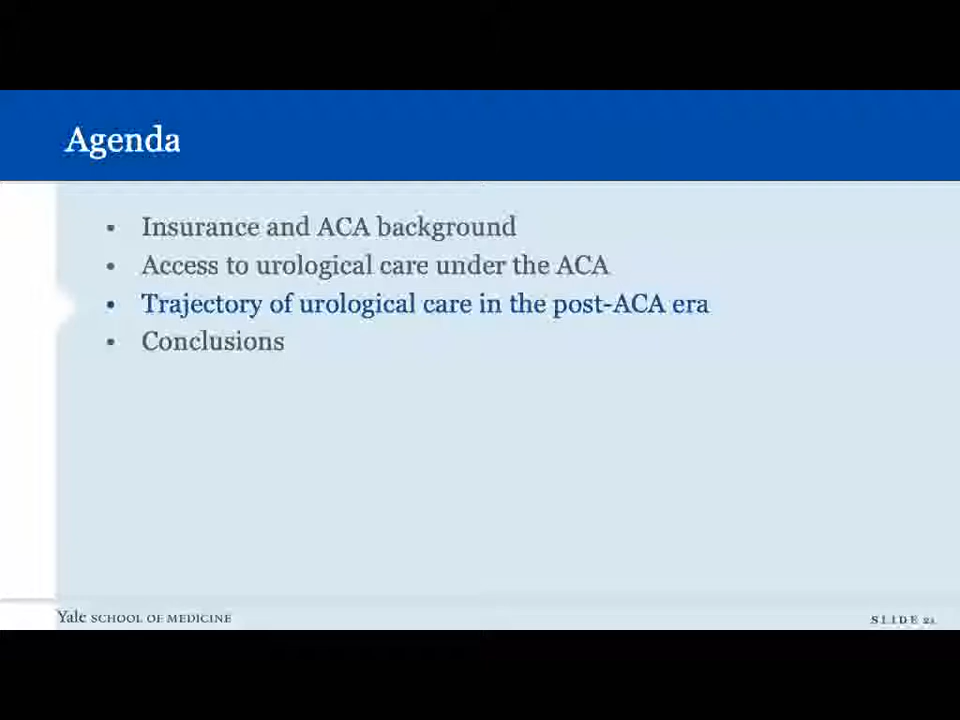 Agenda
• Insurance and ACA background
• Access to urological care under the ACA
• Trajectory of urological care in the post-ACA era
• Conclusions
Yale SCHOOL OF MEDICINE
SLIDE 21